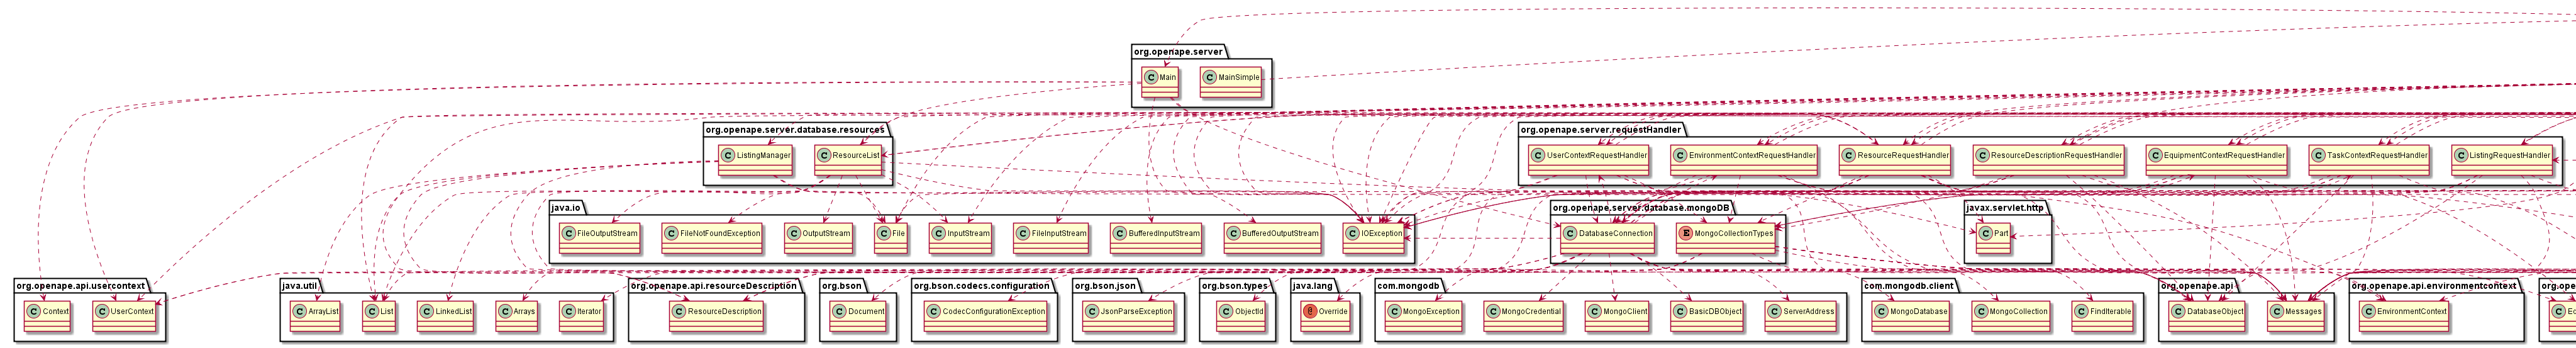 org.openape.server
C Main
C MainSimple
org.openape.server.database.resources
C ListingManager
C ResourceList
org.openape.server.requestHandler
C UserContextRequestHandler
C EnvironmentContextRequestHandler
C ResourceRequestHandler
C ResourceDescriptionRequestHandler
C EquipmentContextRequestHandler
C TaskContextRequestHandler
C ListingRequestHandler
java.io
C FileOutputStream
C FileNotFoundException
C OutputStream
C File
C InputStream
C FileInputStream
C BufferedInputStream
C BufferedOutputStream
C IOException
org.openape.server.database.mongoDB
C DatabaseConnection
E MongoCollectionTypes
javax.servlet.http
C Part
org.openape.api.usercontext
C Context
C UserContext
java.util
C ArrayList
C List
C LinkedList
C Arrays
C Iterator
org.openape.api.resourceDescription
C ResourceDescription
org.bson
C Document
org.bson.codecs.configuration
C CodecConfigurationException
org.bson.json
C JsonParseException
org.bson.types
C ObjectId
java.lang
@ Override
com.mongodb
C MongoException
C MongoCredential
C MongoClient
C BasicDBObject
C ServerAddress
com.mongodb.client
C MongoDatabase
C MongoCollection
C FindIterable
org.openape.api
C DatabaseObject
C Messages
org.openape.api.environmentcontext
C EnvironmentContext
org.ope
C Ec